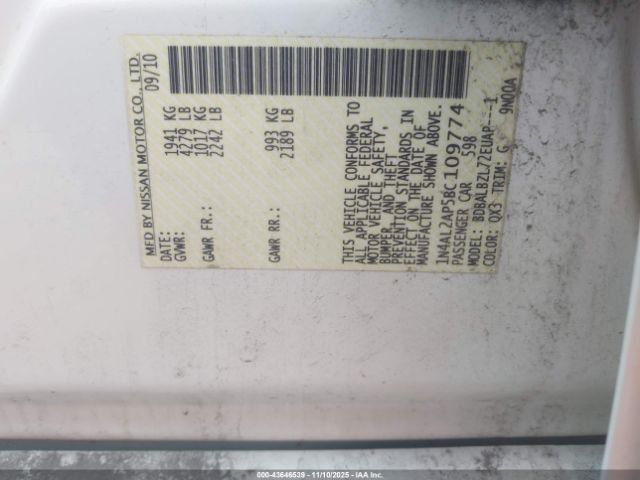 MFD BY NISSAN MOTOR CO., LTD.
DATE: 09/10
GVWR: 1941 KG
4279 LB
GAWR FR.: 1017 KG
2242 LB
GAWR RR.: 993 KG
2189 LB
THIS VEHICLE CONFORMS TO
ALL APPLICABLE FEDERAL
MOTOR VEHICLE SAFETY,
BUMPER, AND THEFT
PREVENTION STANDARDS IN
EFFECT ON THE DATE OF
MANUFACTURE SHOWN ABOVE.
1N4AL2AP5BC109774
PASSENGER CAR 598
MODEL: BDBALBZL72EUAP---1
COLOR: QX3 TRIM: G 9N00A
000-43646539 - 11/10/2025 - IAAI.COM